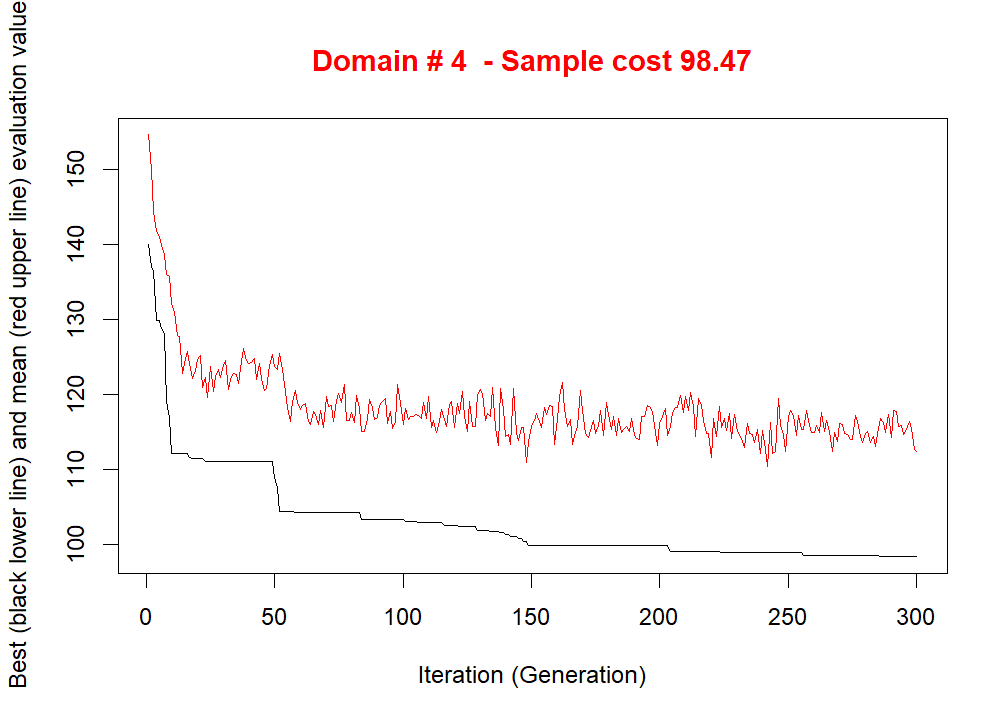 Domain # 4  - Sample cost 98.47
Best (black lower line) and mean (red upper line) evaluation value
150
140
130
120
110
100
0 50 100 150 200 250 300
Iteration (Generation)